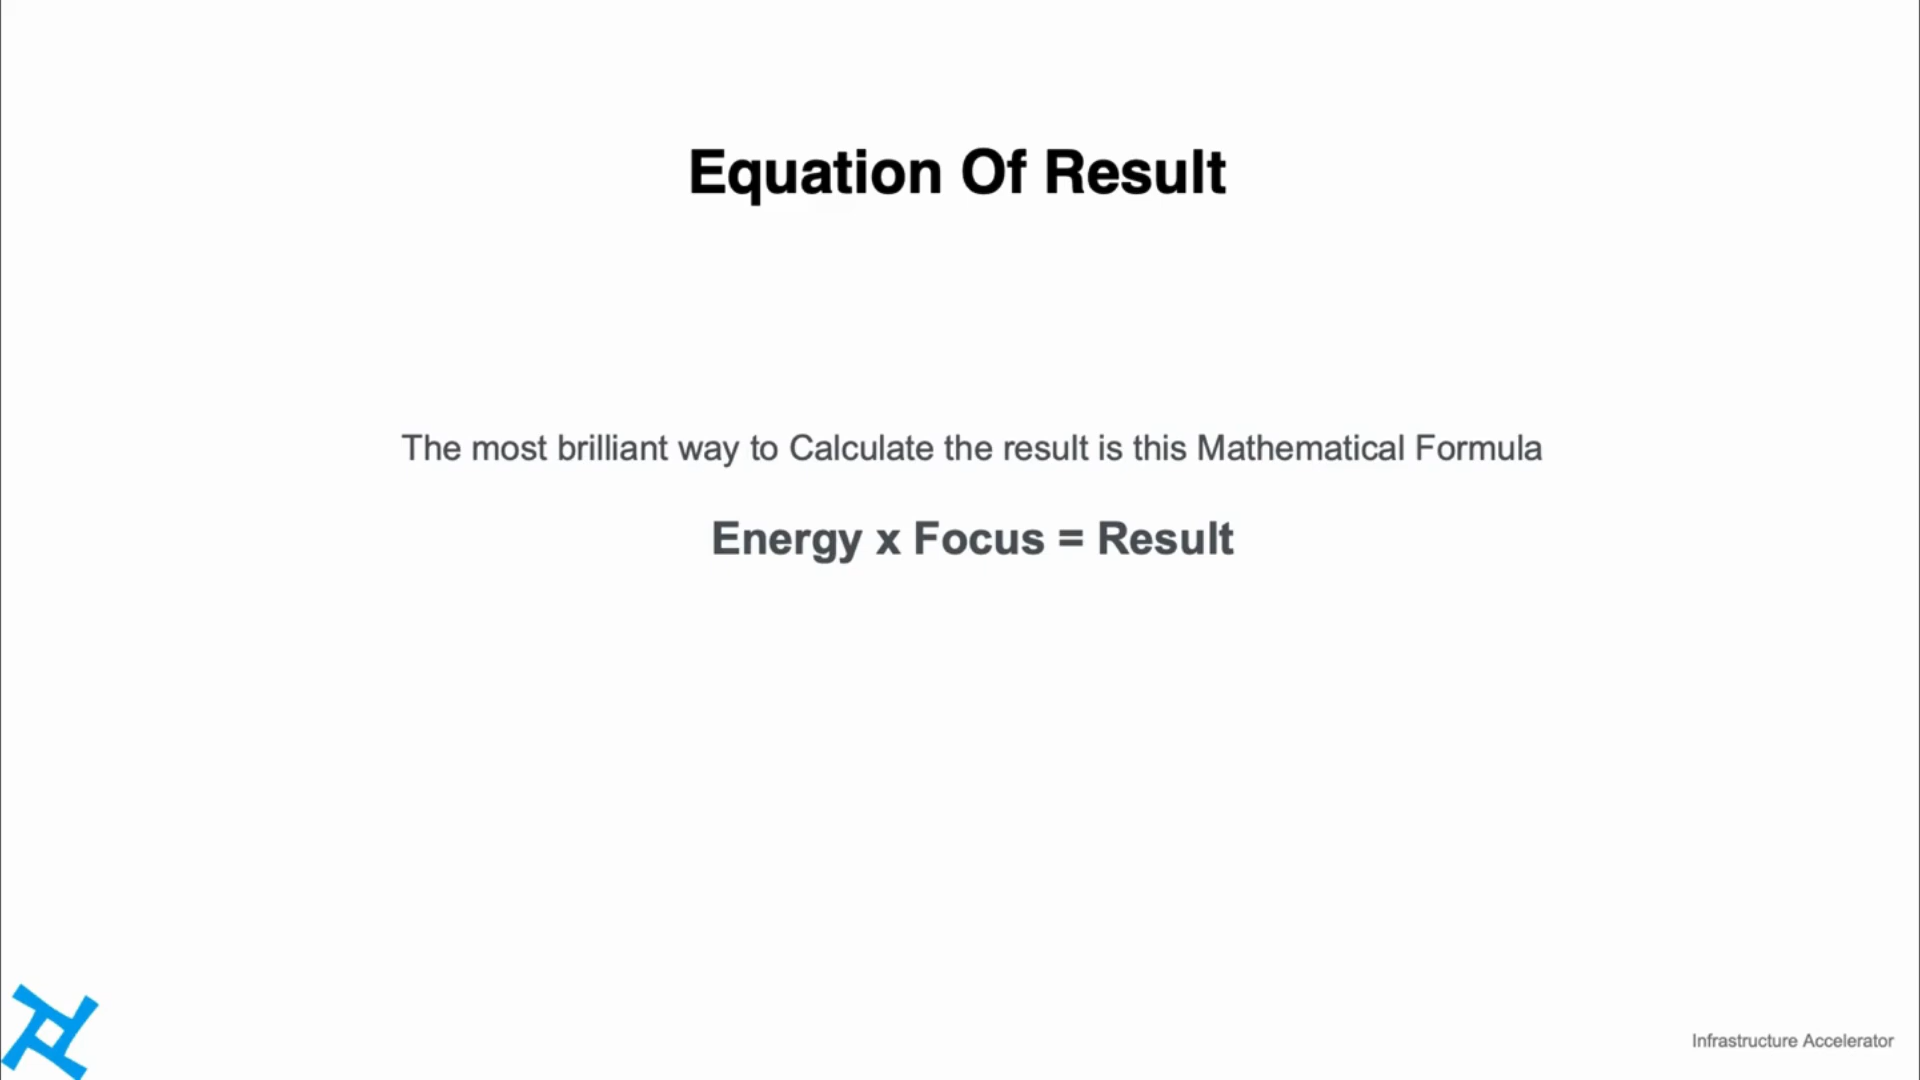 Equation Of Result
The most brilliant way to Calculate the result is this Mathematical Formula
Energy x Focus = Result
Infrastructure Accelerator